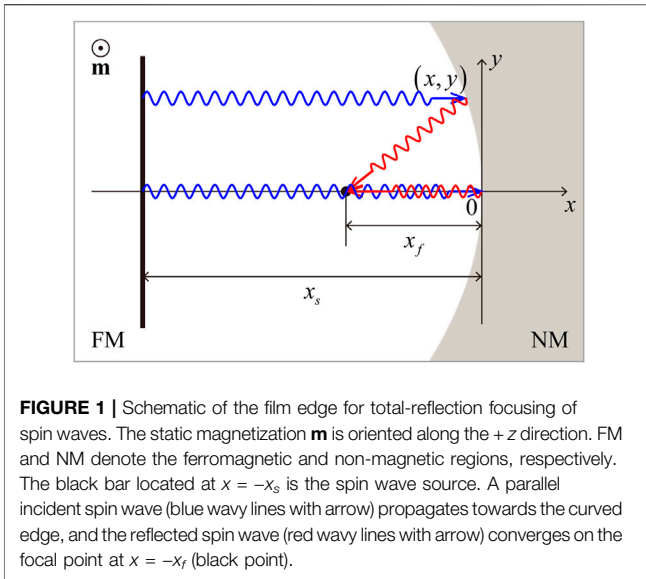 m
(x, y)
y
0
x
x_f
x_s
FM
NM
FIGURE 1 | Schematic of the film edge for total-reflection focusing of
spin waves. The static magnetization m is oriented along the +z direction. FM
and NM denote the ferromagnetic and non-magnetic regions, respectively.
The black bar located at x = −x_s is the spin wave source. A parallel
incident spin wave (blue wavy lines with arrow) propagates towards the curved
edge, and the reflected spin wave (red wavy lines with arrow) converges on the
focal point at x = −x_f (black point).